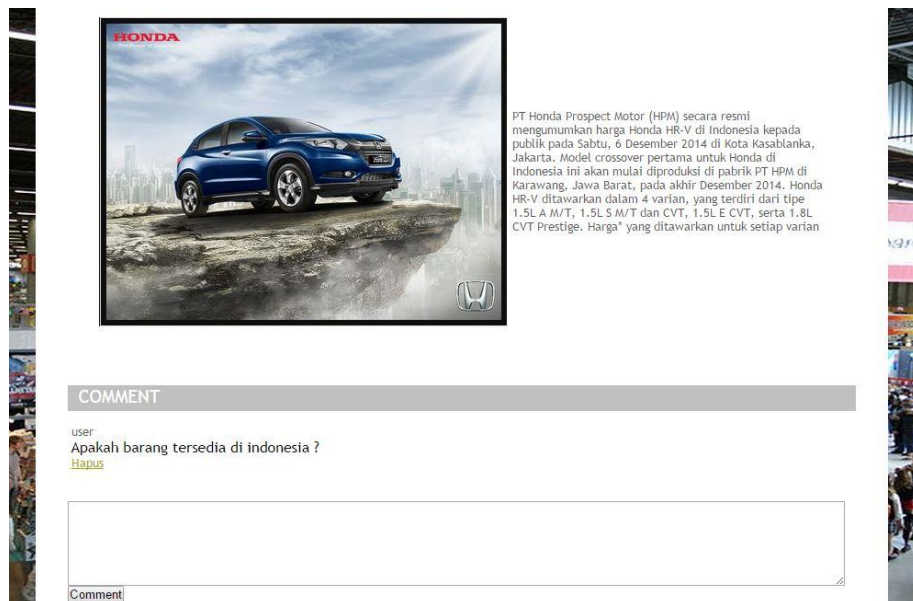 HONDA
PT Honda Prospect Motor (HPM) secara resmi
mengumumkan harga Honda HR-V di Indonesia kepada
publik pada Sabtu, 6 Desember 2014 di Kota Kasablanka,
Jakarta. Model crossover pertama untuk Honda di
Indonesia ini akan mulai diproduksi di pabrik PT HPM di
Karawang, Jawa Barat, pada akhir Desember 2014. Honda
HR-V ditawarkan dalam 4 varian, yang terdiri dari tipe
1.5L A M/T, 1.5L S M/T dan CVT, 1.5L E CVT, serta 1.8L
CVT Prestige. Harga* yang ditawarkan untuk setiap varian
COMMENT
user
Apakah barang tersedia di indonesia ?
Hapus
Comment